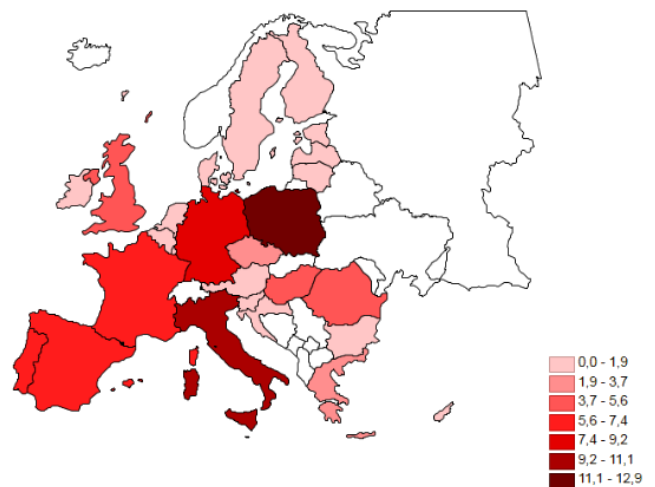 0,0 - 1,9
1,9 - 3,7
3,7 - 5,6
5,6 - 7,4
7,4 - 9,2
9,2 - 11,1
11,1 - 12,9